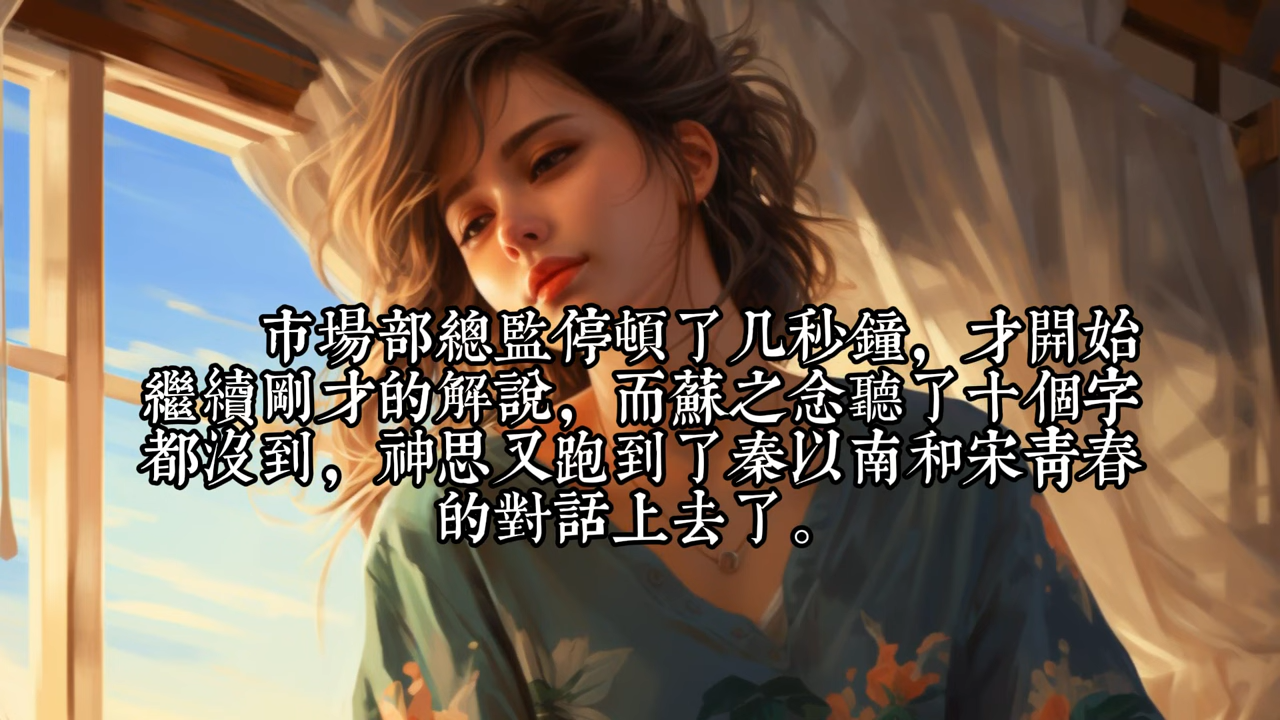 市場部總監停頓了几秒鐘，才開始
繼續剛才的解說，而蘇之念聽了十個字
都沒到，神思又跑到了秦以南和宋青春
的對話上去了。